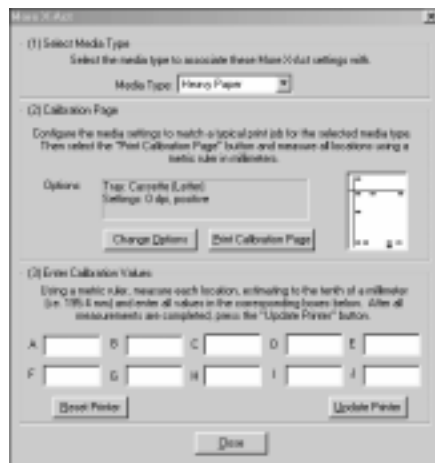 More X-Act
(1) Select Media Type
Select the media type to associate these More X-Act settings with.
Media Type: Heavy Paper
(2) Calibration Page
Configure the media settings to match a typical print job for the selected media type.
Then select the "Print Calibration Page" button and measure all locations using a
metric ruler in millimeters.
Options: Tray: Cassette (Letter)
Settings: 0 dpi, positive
Change Options Print Calibration Page
(3) Enter Calibration Values
Using a metric ruler, measure each location, estimating to the tenth of a millimeter
(i.e. mm) and enter all values in the corresponding boxes below. After all
measurements are completed, press the "Update Printer" button.
A B C D E
F G H I J
Reset Printer Update Printer
Close